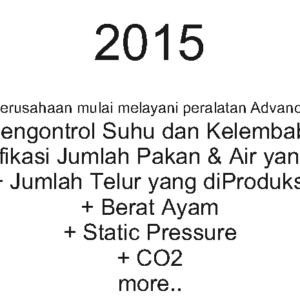 2015
erusahaan mulai melayani peralatan Advanc
engontrol Suhu dan Kelembab
fikasi Jumlah Pakan & Air yan
+ Jumlah Telur yang diProduks
+ Berat Ayam
+ Static Pressure
+ CO2
more..